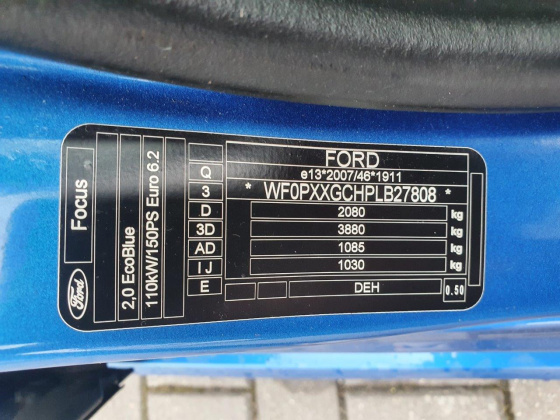 FORD
e13*2007/46*1911
* WF0PXXGCHPLB27808 *
2080 kg
3880 kg
1085 kg
1030 kg
DEH 0.50
Q
3
D
3D
AD
I J
E
Focus
2,0 EcoBlue
110KW/150PS Euro 6.2
Ford